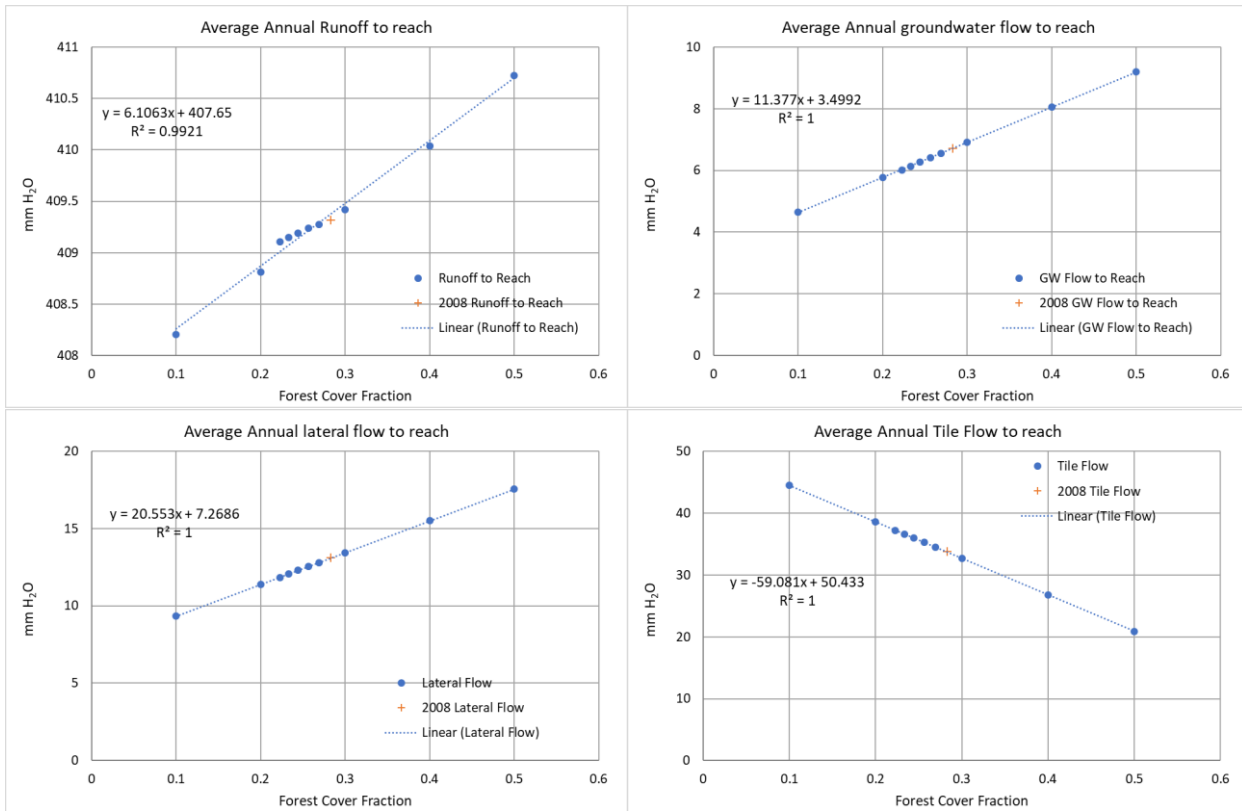 Average Annual Runoff to reach
411
410.5
410
409.5
409
408.5
408
mm H₂O
y = 6.1063x + 407.65
R² = 0.9921
Runoff to Reach
2008 Runoff to Reach
Linear (Runoff to Reach)
0 0.1 0.2 0.3 0.4 0.5 0.6
Forest Cover Fraction
Average Annual groundwater flow to reach
10
8
6
4
2
0
mm H₂O
y = 11.377x + 3.4992
R² = 1
GW Flow to Reach
2008 GW Flow to Reach
Linear (GW Flow to Reach)
0 0.1 0.2 0.3 0.4 0.5 0.6
Forest Cover Fraction
Average Annual lateral flow to reach
20
15
10
5
0
mm H₂O
y = 20.553x + 7.2686
R² = 1
Lateral Flow
2008 Lateral Flow
Linear (Lateral Flow)
0 0.1 0.2 0.3 0.4 0.5 0.6
Forest Cover Fraction
Average Annual Tile Flow to reach
50
40
30
20
10
0
mm H₂O
Tile Flow
2008 Tile Flow
Linear (Tile Flow)
y = -59.081x + 50.433
R² = 1
0 0.1 0.2 0.3 0.4 0.5 0.6
Forest Cover Fraction